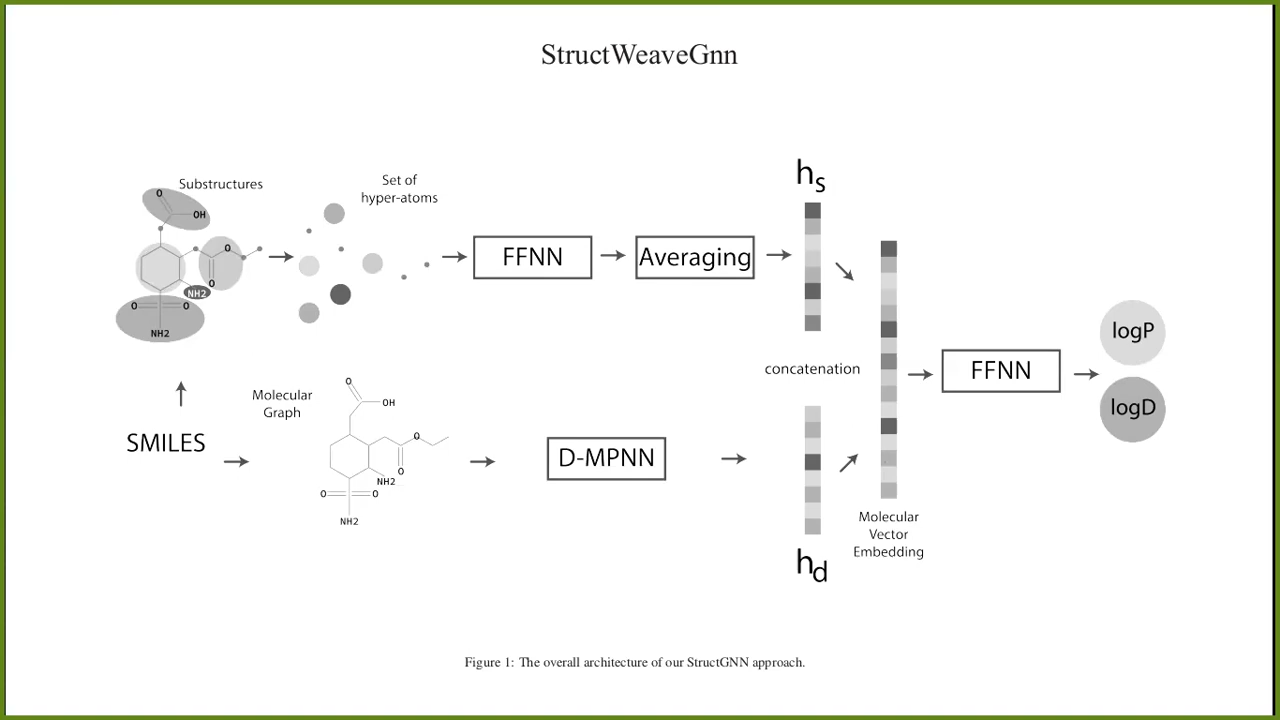 StructWeaveGnn
Substructures
O
OH
O
O
NH2
O
O
NH2
Set of
hyper-atoms
FFNN
Averaging
hs
SMILES
Molecular
Graph
O
OH
O
O
NH2
O
O
NH2
D-MPNN
concatenation
hd
Molecular
Vector
Embedding
FFNN
logP
logD
Figure 1: The overall architecture of our StructGNN approach.